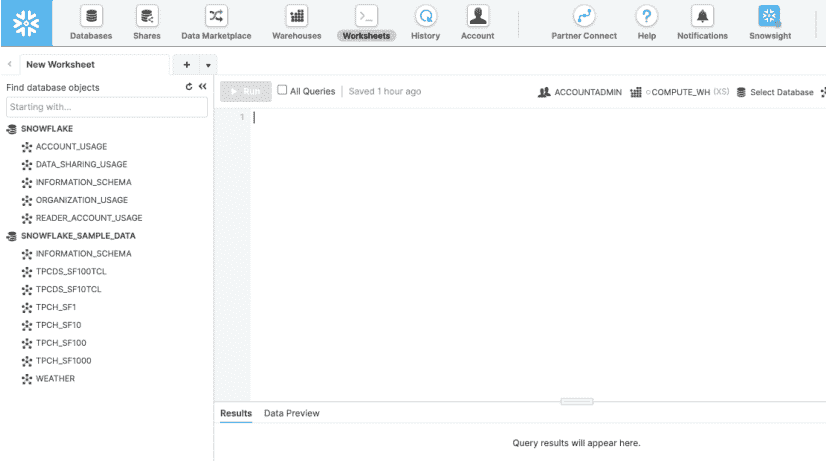 Databases Shares Data Marketplace Warehouses Worksheets History Account Partner Connect Help Notifications Snowsight
New Worksheet
Find database objects
Starting with...
SNOWFLAKE
ACCOUNT_USAGE
DATA_SHARING_USAGE
INFORMATION_SCHEMA
ORGANIZATION_USAGE
READER_ACCOUNT_USAGE
SNOWFLAKE_SAMPLE_DATA
INFORMATION_SCHEMA
TPCDS_SF100TCL
TPCDS_SF10TCL
TPCH_SF1
TPCH_SF10
TPCH_SF100
TPCH_SF1000
WEATHER
Run All Queries | Saved 1 hour ago ACCOUNTADMIN COMPUTE_WH (XS) Select Database
1
Results Data Preview
Query results will appear here.